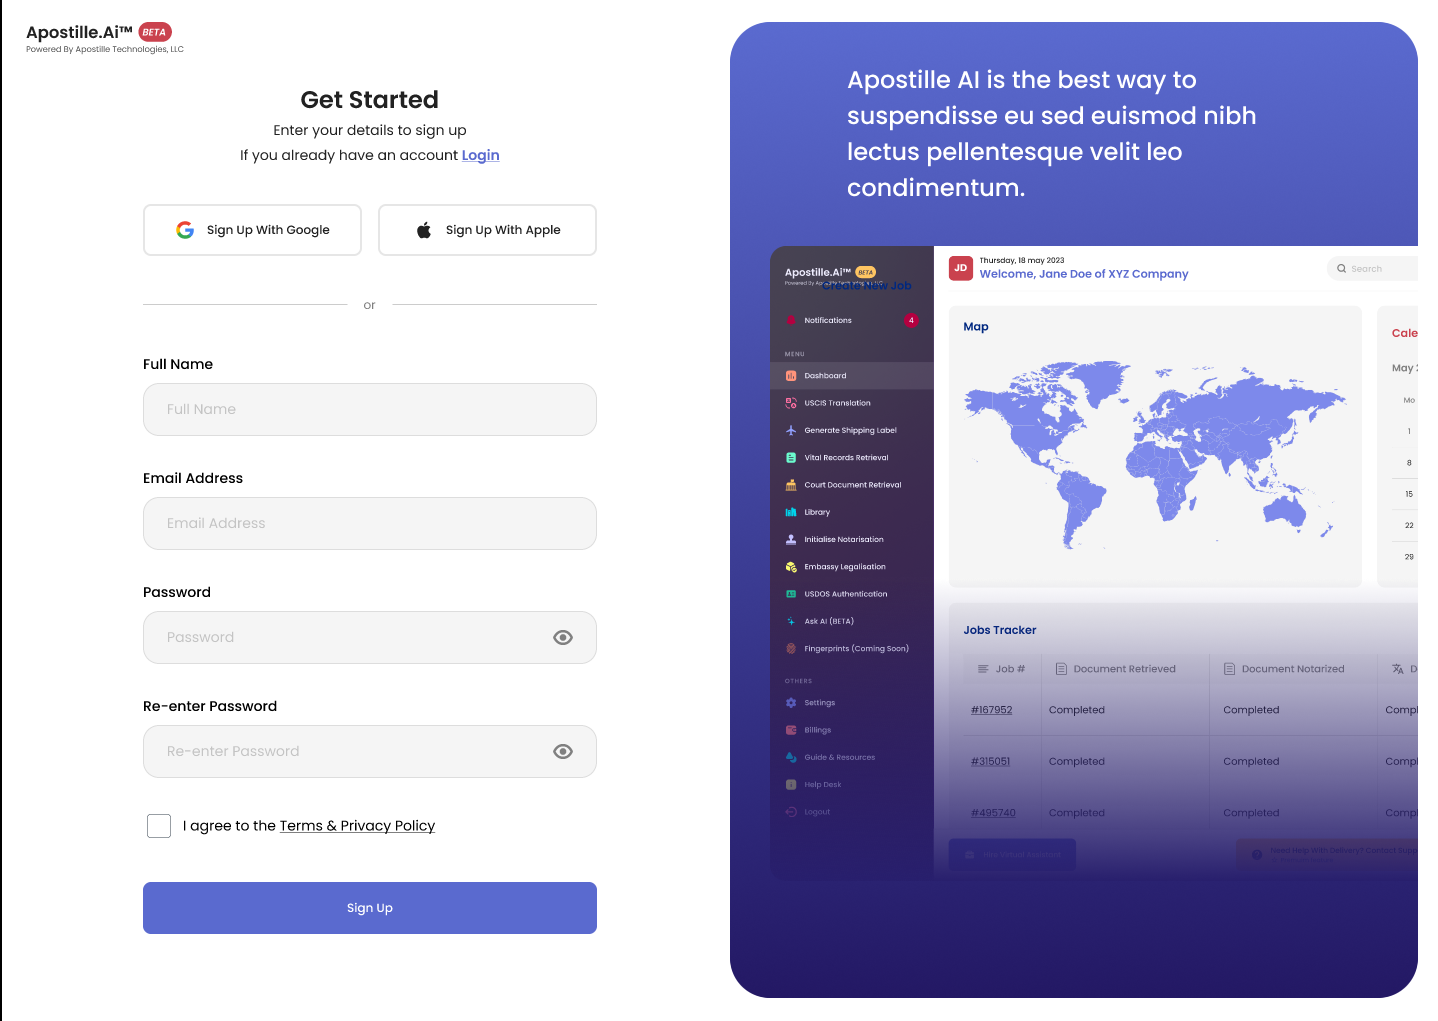 Apostille.Ai™ BETA
Powered By Apostille Technologies, LLC
Get Started
Enter your details to sign up
If you already have an account Login
Sign Up With Google
Sign Up With Apple
or
Full Name
Full Name
Email Address
Email Address
Password
Password
Re-enter Password
Re-enter Password
I agree to the Terms & Privacy Policy
Sign Up
Apostille AI is the best way to
suspendisse eu sed euismod nibh
lectus pellentesque velit leo
condimentum.
Apostille.Ai™ BETA
Powered By
Create New Job
Notifications 4
MENU
Dashboard
USCIS Translation
Generate Shipping Label
Vital Records Retrieval
Court Document Retrieval
Library
Initialise Notarisation
Embassy Legalisation
USDOS Authentication
Ask AI (BETA)
Fingerprints (Coming Soon)
OTHERS
Settings
Billings
Guide & Resources
Help Desk
Logout
JD
Thursday, 18 may 2023
Welcome, Jane Doe of XYZ Company
Search
Map
Cale
May 2
Mo
1
8
15
22
29
Jobs Tracker
Job # Document Retrieved Document Notarized D
#167952 Completed Completed Compl
#315051 Completed Completed Compl
#495740 Completed Completed Compl
Need Help With Delivery? Contact Supp